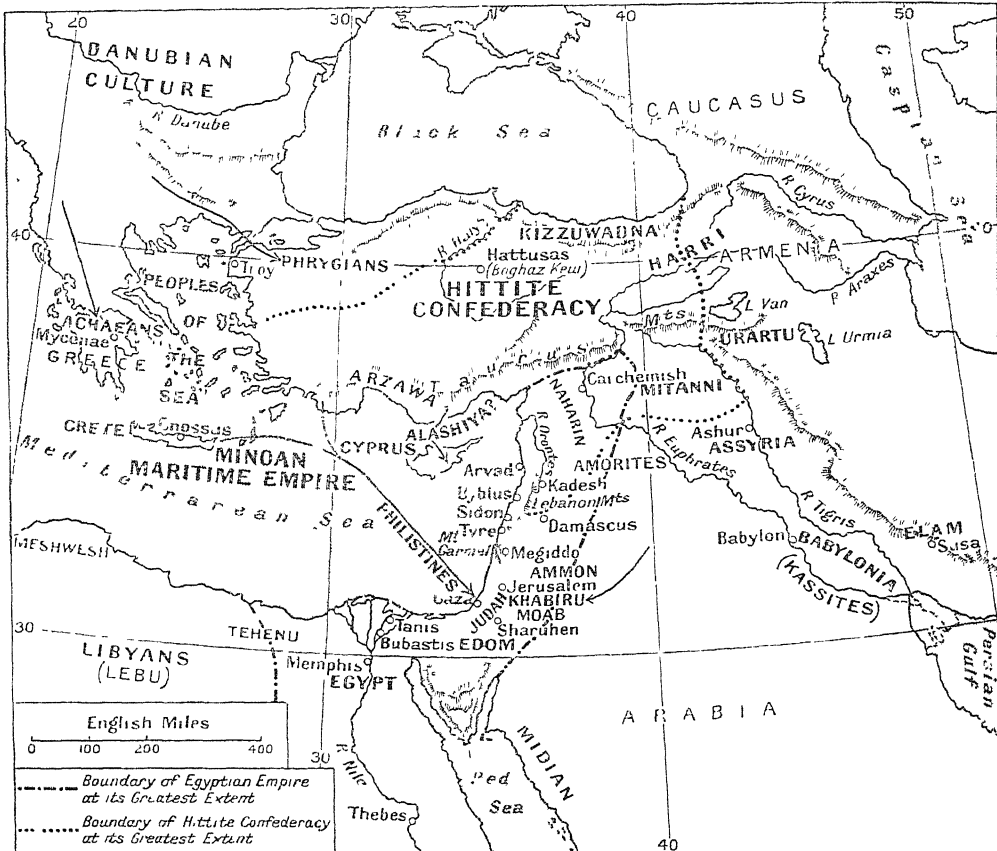 20
30
40
50
DANUBIAN
CULTURE
R Danube
Black Sea
CAUCASUS
Caspian Sea
R Cyrus
40
KIZZUWADNA
HARRI
ARMENIA
R Araxes
R Halys
Hattusas
(Boghaz Keui)
HITTITE
CONFEDERACY
Troy
PHRYGIANS
PEOPLES
OF
THE
SEA
L Van
Mts
URARTU
L Urmia
ACHAEANS
Mycenae
GREECE
Taurus
ARZAWA
Carchemish
MITANNI
NAHARIN
ALASHIYA?
CYPRUS
R Orontes
CRETE
Knossus
MINOAN
MARITIME EMPIRE
Mediterranean Sea
Ashur
ASSYRIA
AMORITES
R Euphrates
Arvad
Kadesh
Byblus
Lebanon Mts
Sidon
Tyre
Damascus
R Tigris
ELAM
Susa
MESHWESH
PHILISTINES
Mt
Carmel
Megiddo
Babylon
BABYLONIA
(KASSITES)
AMMON
Jerusalem
Gaza
KHABIRU
JUDAH
MOAB
Sharuhen
30
TEHENU
Tanis
Bubastis
EDOM
LIBYANS
(LEBU)
Memphis
EGYPT
Persian
Gulf
ARABIA
English Miles
0 100 200 400
30
R Nile
MIDIAN
Red
Sea
Boundary of Egyptian Empire
at its Greatest Extent
Thebes
Boundary of Hittite Confederacy
at its Greatest Extent
40